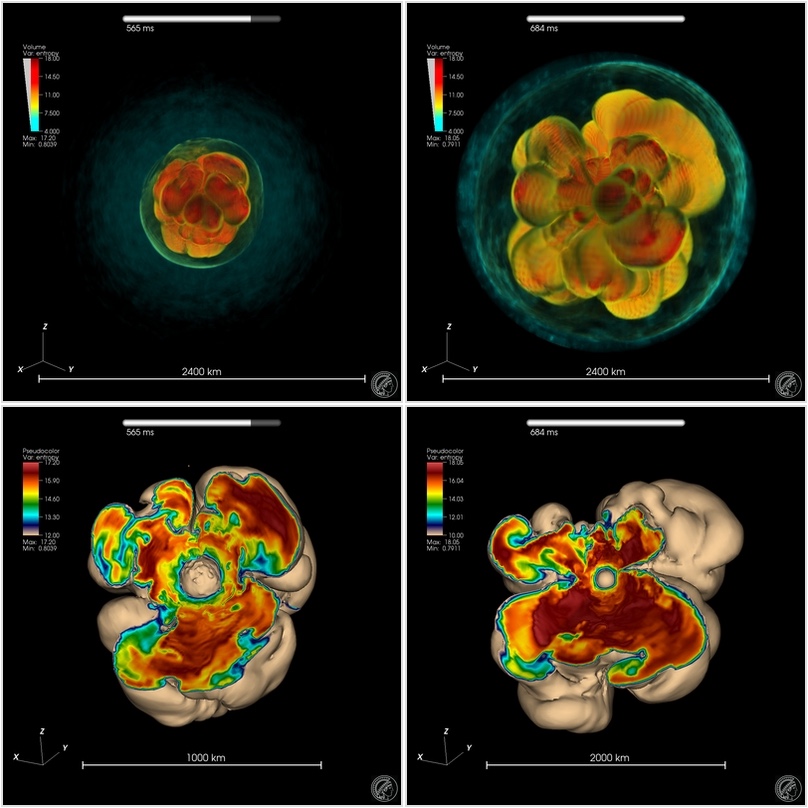 565 ms
Volume
Var: entropy
18.00
14.50
11.00
7.500
4.000
Max: 17.20
Min: 0.8039
Z
X
Y
2400 km
684 ms
Volume
Var: entropy
18.00
14.50
11.00
7.500
4.000
Max: 18.05
Min: 0.7911
Z
X
Y
2400 km
565 ms
Pseudocolor
Var: entropy
17.20
15.90
14.60
13.30
12.00
Max: 17.20
Min: 0.8039
Z
X
Y
1000 km
684 ms
Pseudocolor
Var: entropy
18.05
16.04
14.03
12.01
10.00
Max: 18.05
Min: 0.7911
Z
X
Y
2000 km